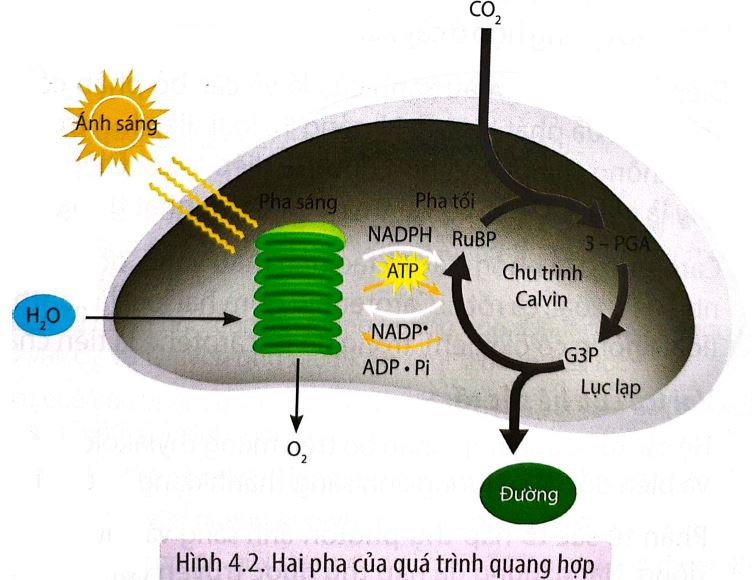 CO₂
Ánh sáng
Pha sáng
Pha tối
NADPH
RuBP
3 – PGA
ATP
Chu trình
Calvin
H₂O
NADP⁺
G3P
ADP • Pi
Lục lạp
O₂
Đường
Hình 4.2. Hai pha của quá trình quang hợp